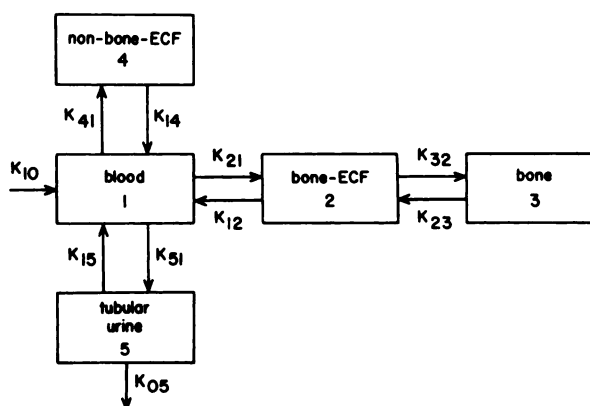 non-bone-ECF
4
K41
K14
K10
blood
1
K21
K12
bone-ECF
2
K32
K23
bone
3
K15
K51
tubular
urine
5
K05